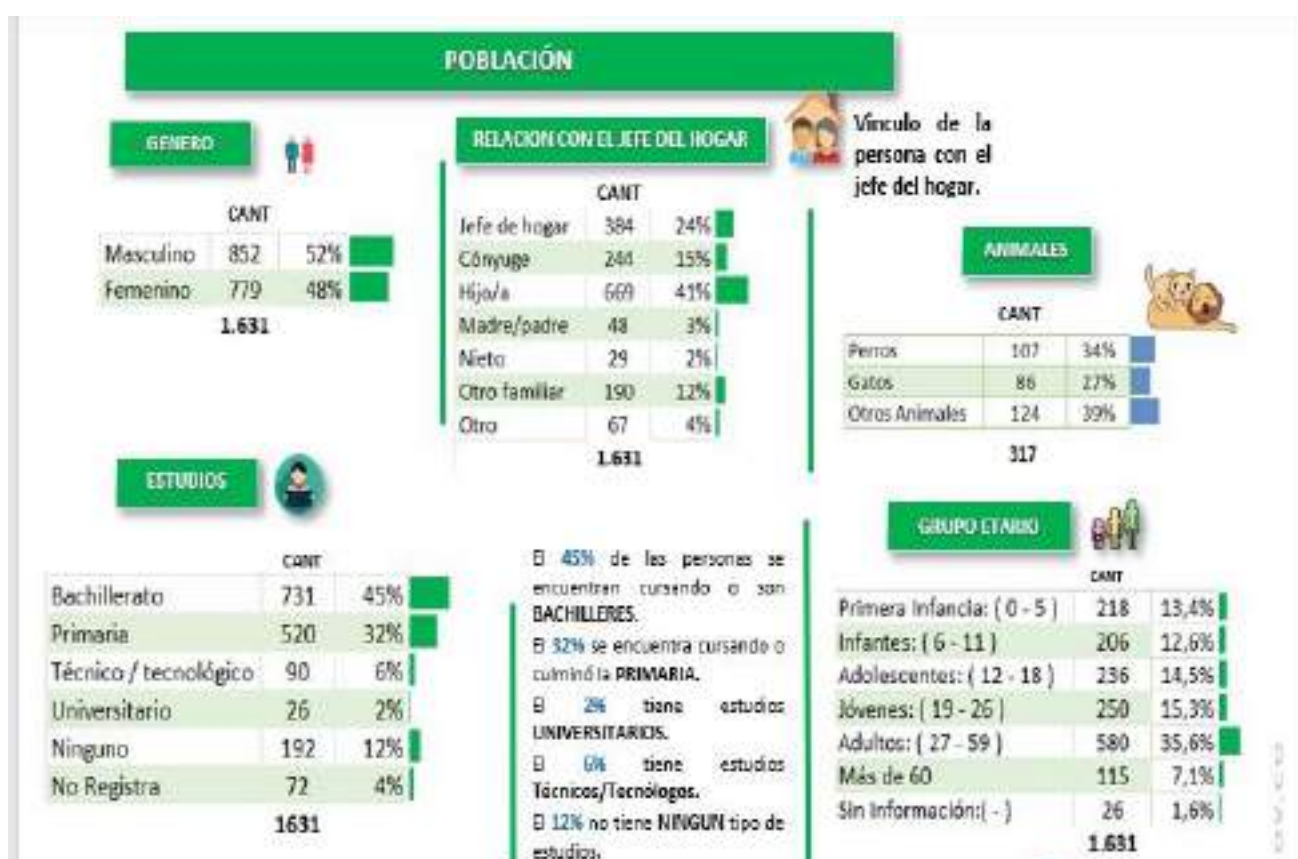 POBLACIÓN
GENERO
CANT
Masculino 852 52%
Femenino 779 48%
1.631
RELACION CON EL JEFE DEL HOGAR
CANT
Jefe de hogar 384 24%
Cónyuge 244 15%
Hijo/a 669 41%
Madre/padre 48 3%
Nieto 29 2%
Otro familiar 190 12%
Otro 67 4%
1.631
Vinculo de la
persona con el
jefe del hogar.
ANIMALES
CANT
Perros 107 34%
Gatos 86 27%
Otros Animales 124 39%
317
ESTUDIOS
CANT
Bachillerato 731 45%
Primaria 520 32%
Técnico / tecnológico 90 6%
Universitario 26 2%
Ninguno 192 12%
No Registra 72 4%
1631
El 45% de las personas se
encuentran cursando o son
BACHILLERES.
El 32% se encuentra cursando o
culminó la PRIMARIA.
El 2% tiene estudios
UNIVERSITARIOS.
El 6% tiene estudios
Técnicos/Tecnólogos.
El 12% no tiene NINGUN tipo de
estudios.
GRUPO ETARIO
CANT
Primera Infancia: ( 0 - 5 ) 218 13,4%
Infantes: ( 6 - 11 ) 206 12,6%
Adolescentes: ( 12 - 18 ) 236 14,5%
Jóvenes: ( 19 - 26 ) 250 15,3%
Adultos: ( 27 - 59 ) 580 35,6%
Más de 60 115 7,1%
Sin Información:( - ) 26 1,6%
1.631